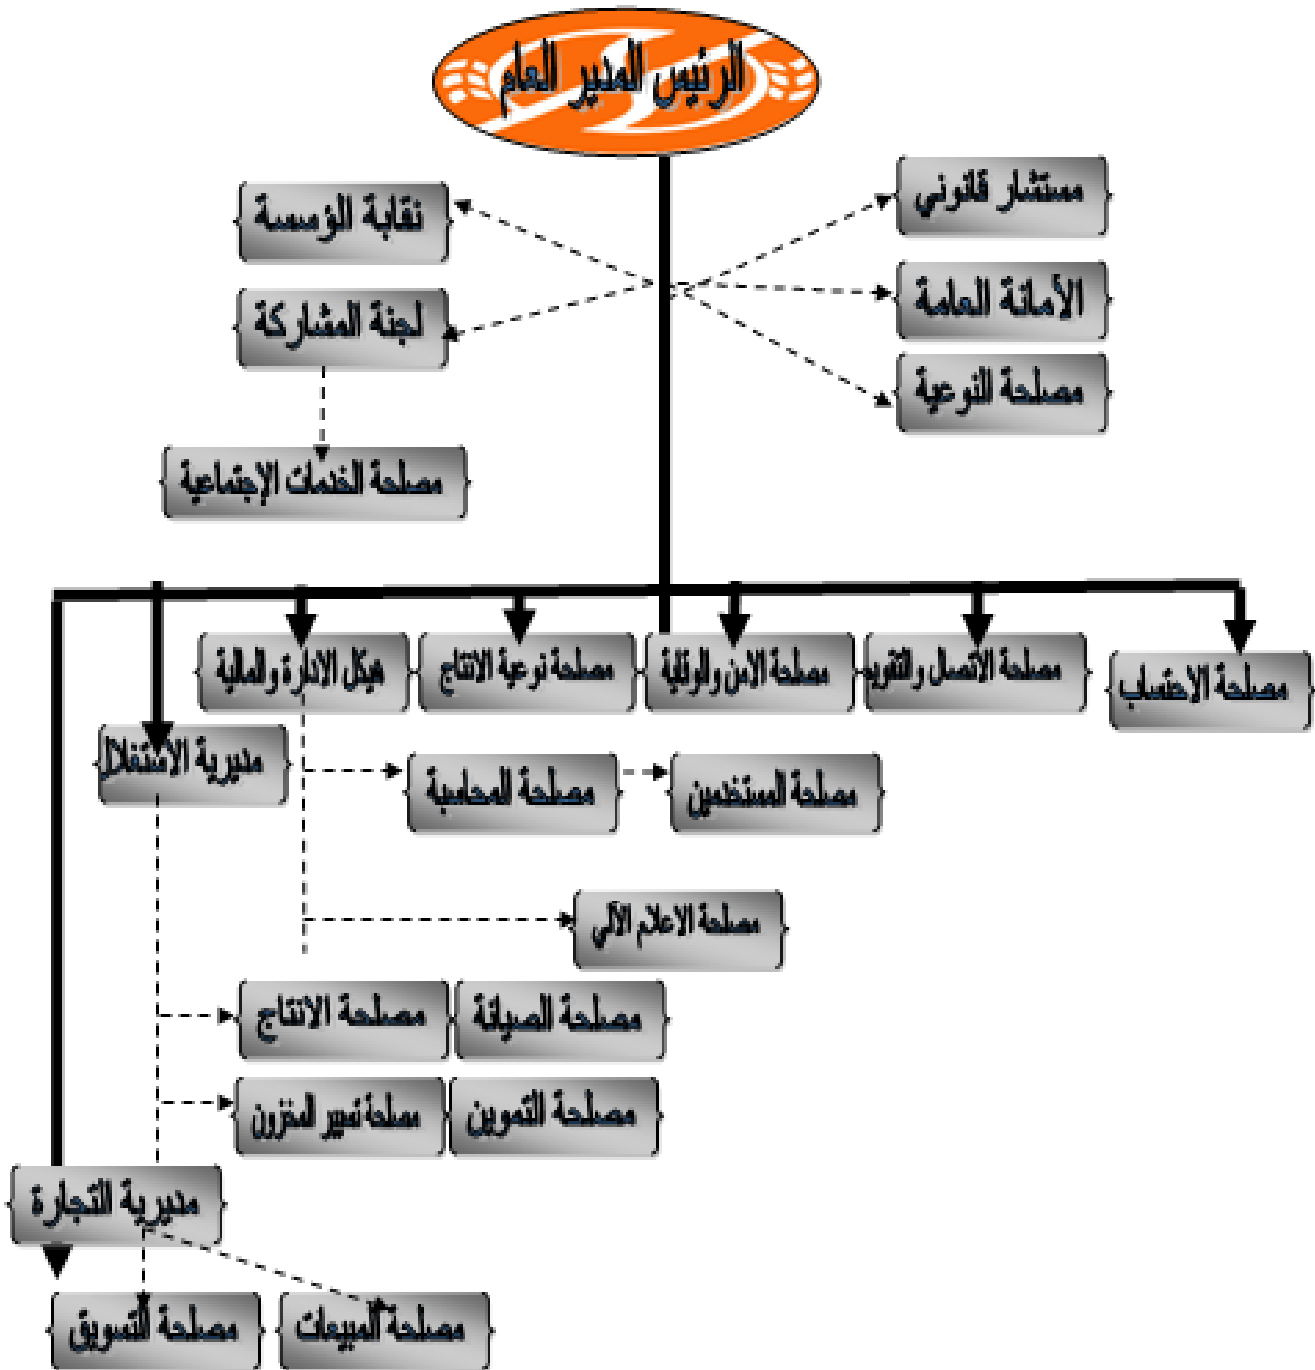 الرئيس المدير العام
مستشار قانوني
نقابة المؤسسة
الأمانة العامة
لجنة المشاركة
مصلحة النوعية
مصلحة الخدمات الإجتماعية
مصلحة الاحتساب
مصلحة الاتصال والتقويم
مصلحة الامن والوقاية
مصلحة نوعية الانتاج
هيكل الادارة والمالية
مديرية الاستغلال
مصلحة المستخدمين
مصلحة المحاسبة
مصلحة الاعلام الآلي
مصلحة الصيانة
مصلحة الانتاج
مصلحة التموين
مصلحة تسيير المخزون
مديرية التجارة
مصلحة المبيعات
مصلحة التسويق